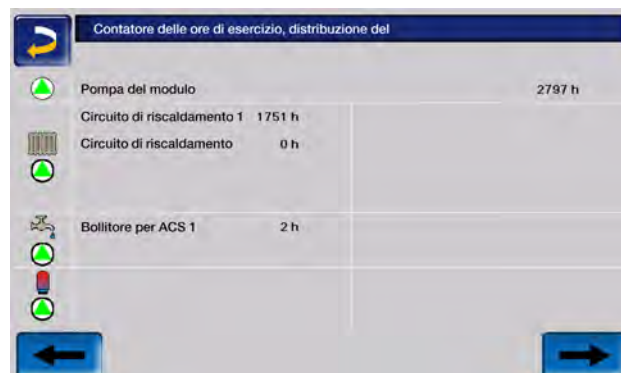 Contatore delle ore di esercizio, distribuzione del
Pompa del modulo 2797 h
Circuito di riscaldamento 1 1751 h
Circuito di riscaldamento 0 h
Bollitore per ACS 1 2 h